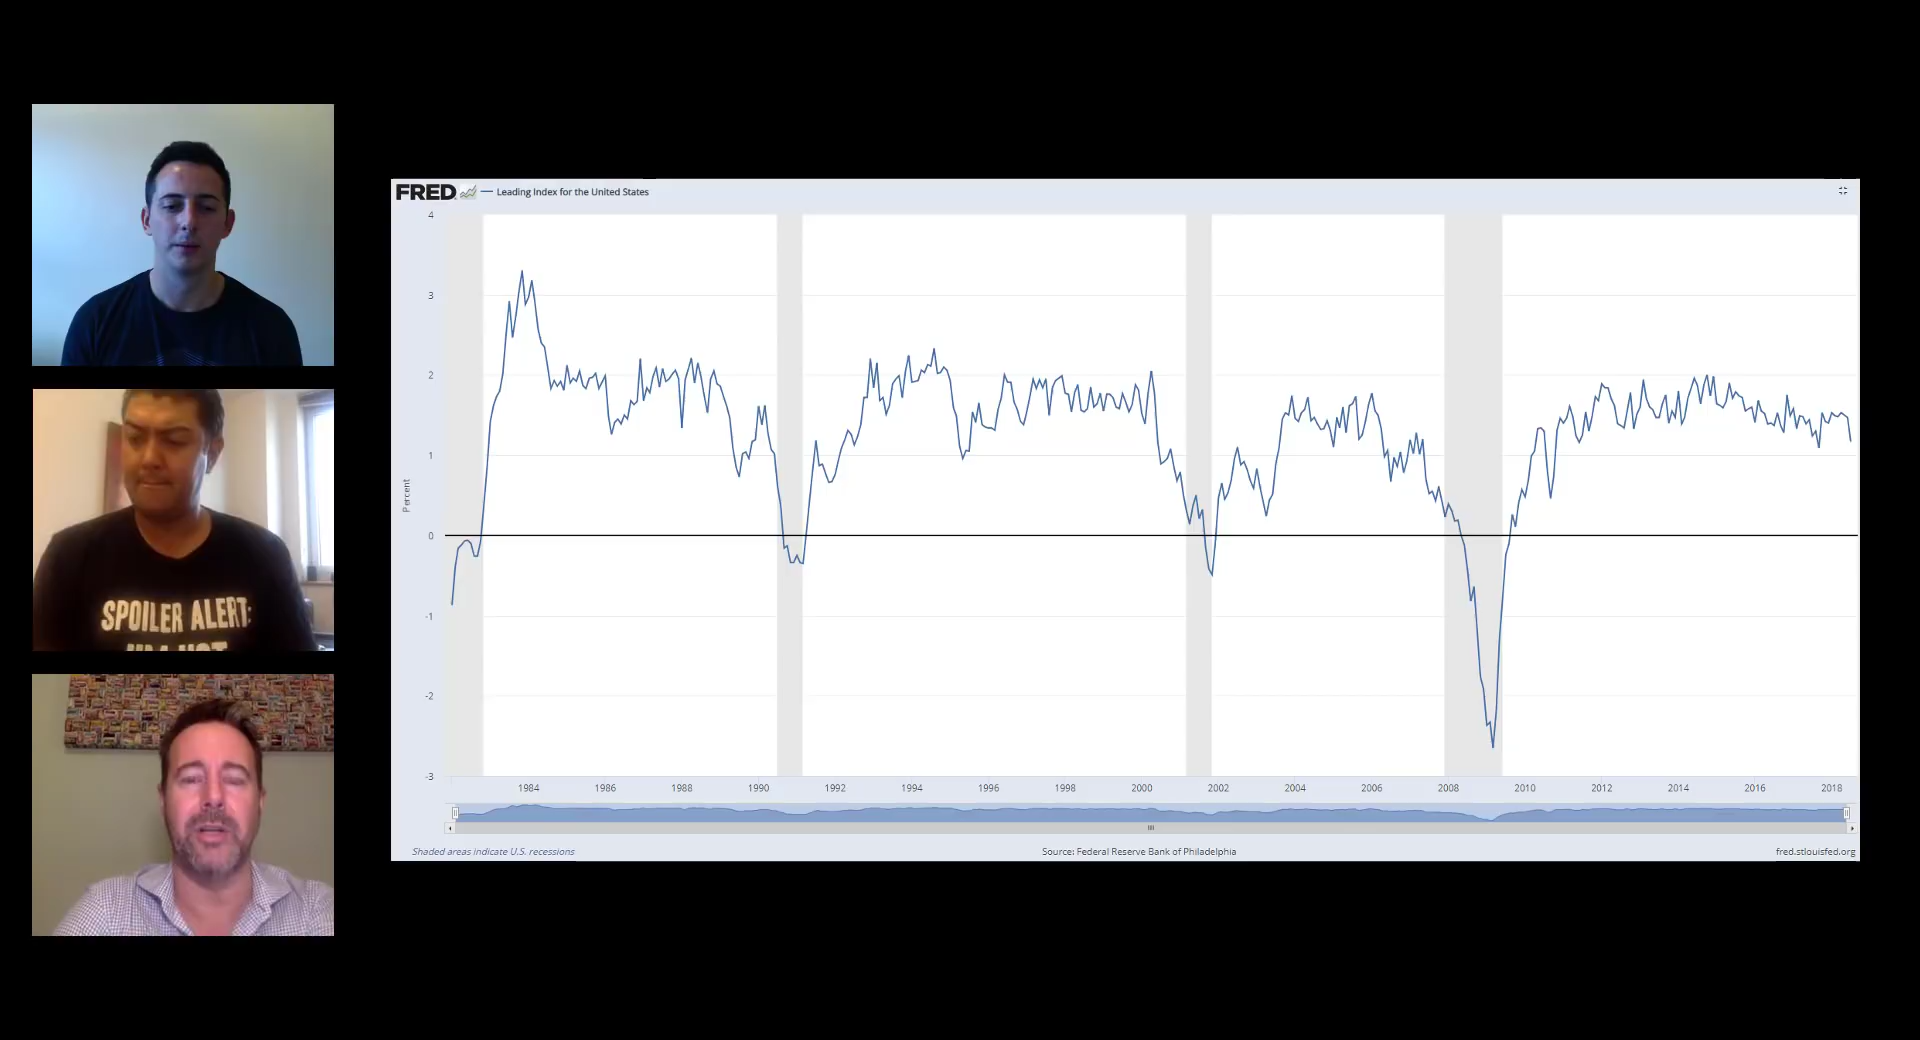 FRED Leading Index for the United States
4
3
2
1
0
-1
-2
-3
Percent
1984 1986 1988 1990 1992 1994 1996 1998 2000 2002 2004 2006 2008 2010 2012 2014 2016 2018
Shaded areas indicate U.S. recessions Source: Federal Reserve Bank of Philadelphia fred.stlouisfed.org
SPOILER ALERT: